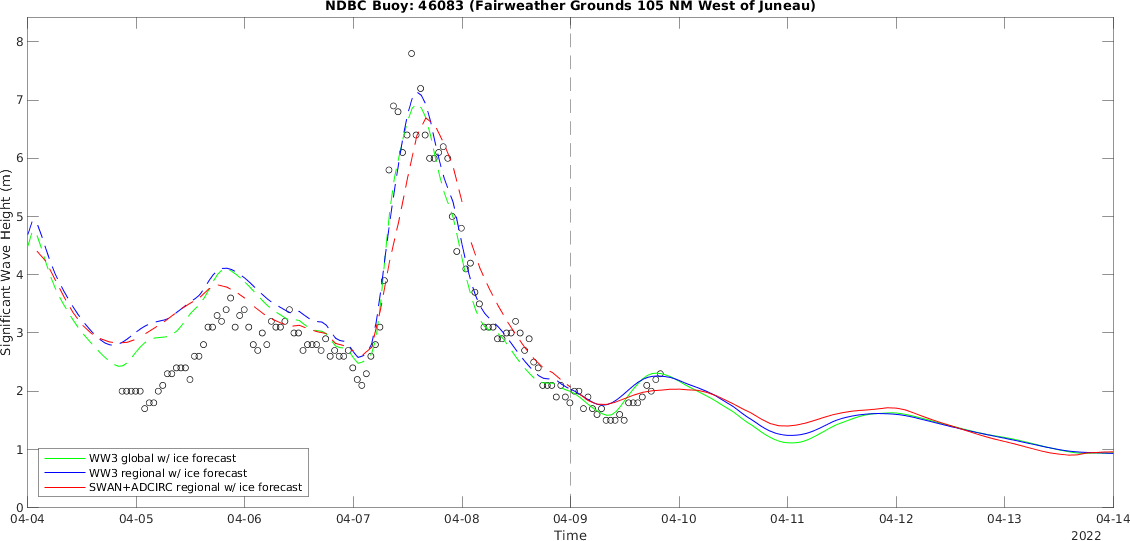 NDBC Buoy: 46083 (Fairweather Grounds 105 NM West of Juneau)
Significant Wave Height (m)
8
7
6
5
4
3
2
1
0
WW3 global w/ ice forecast
WW3 regional w/ ice forecast
SWAN+ADCIRC regional w/ ice forecast
04-04 04-05 04-06 04-07 04-08 04-09 04-10 04-11 04-12 04-13 04-14
Time
2022